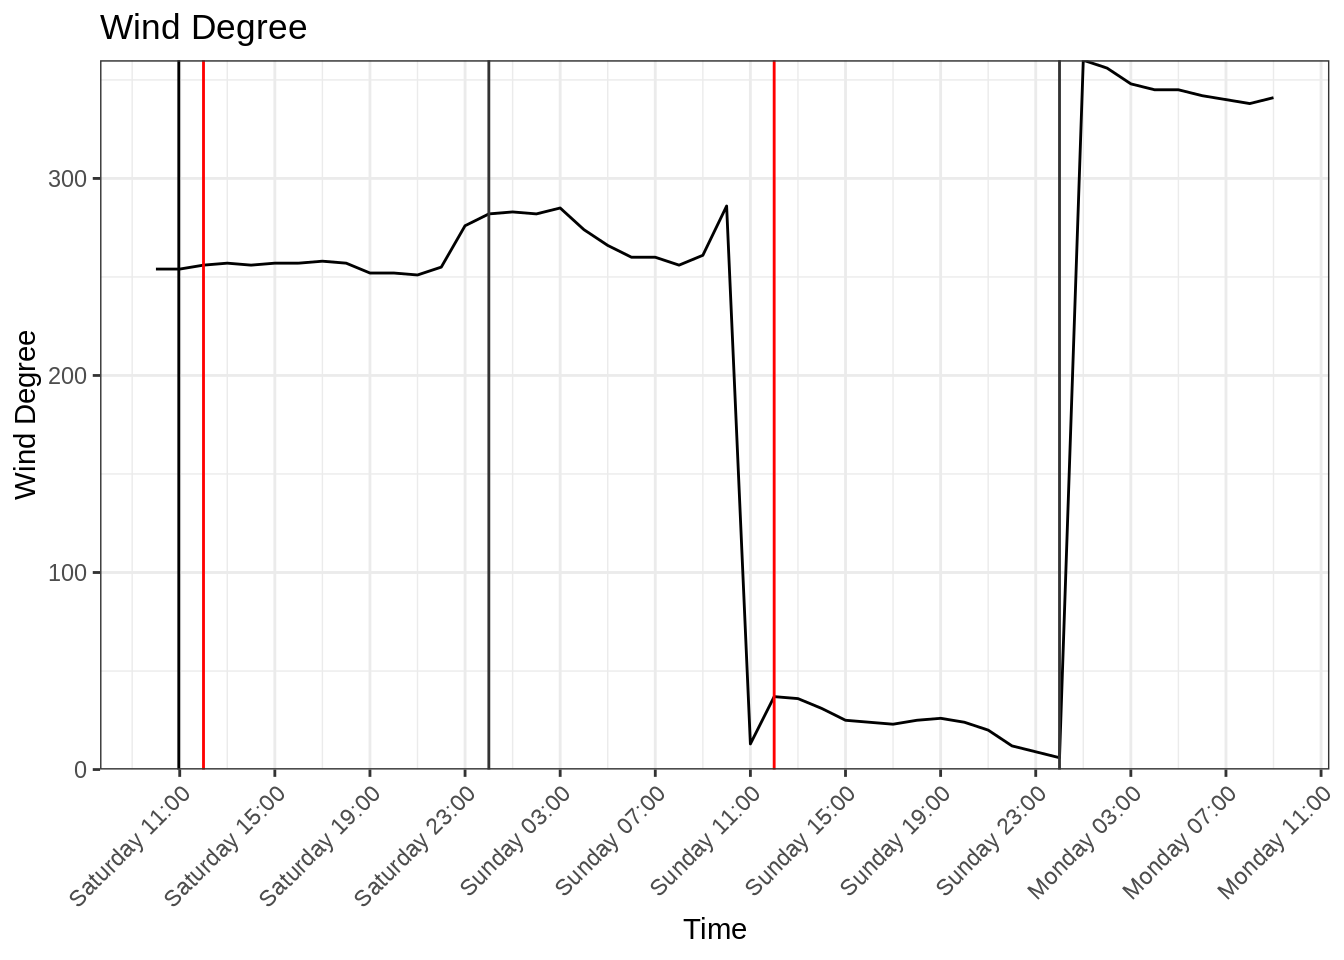 Wind Degree
Wind Degree
300
200
100
0
Saturday 11:00
Saturday 15:00
Saturday 19:00
Saturday 23:00
Sunday 03:00
Sunday 07:00
Sunday 11:00
Sunday 15:00
Sunday 19:00
Sunday 23:00
Monday 03:00
Monday 07:00
Monday 11:00
Time